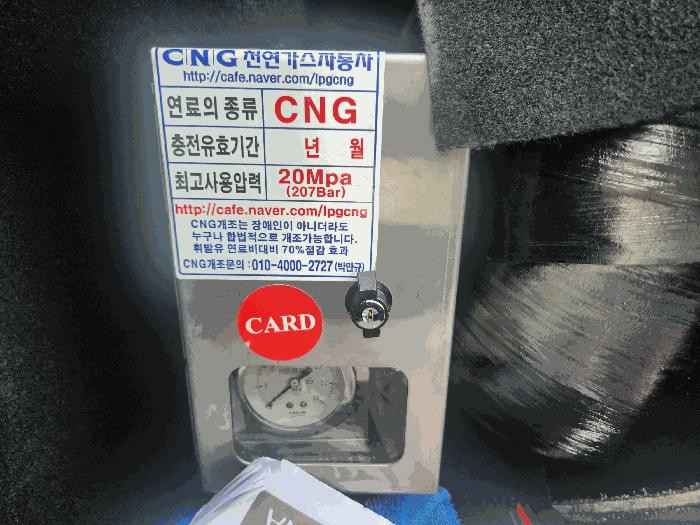 CNG 천연가스자동차
http://cafe.naver.com/lpgcng
연료의 종류 CNG
충전유효기간 년 월
최고사용압력 20Mpa
(207Bar)
http://cafe.naver.com/lpgcng
CNG개조는 장애인이 아니더라도
누구나 합법적으로 개조가능합니다.
휘발유 연료비대비 70%절감 효과
CNG개조문의 : 010-4000-2727 (박만규)
CARD